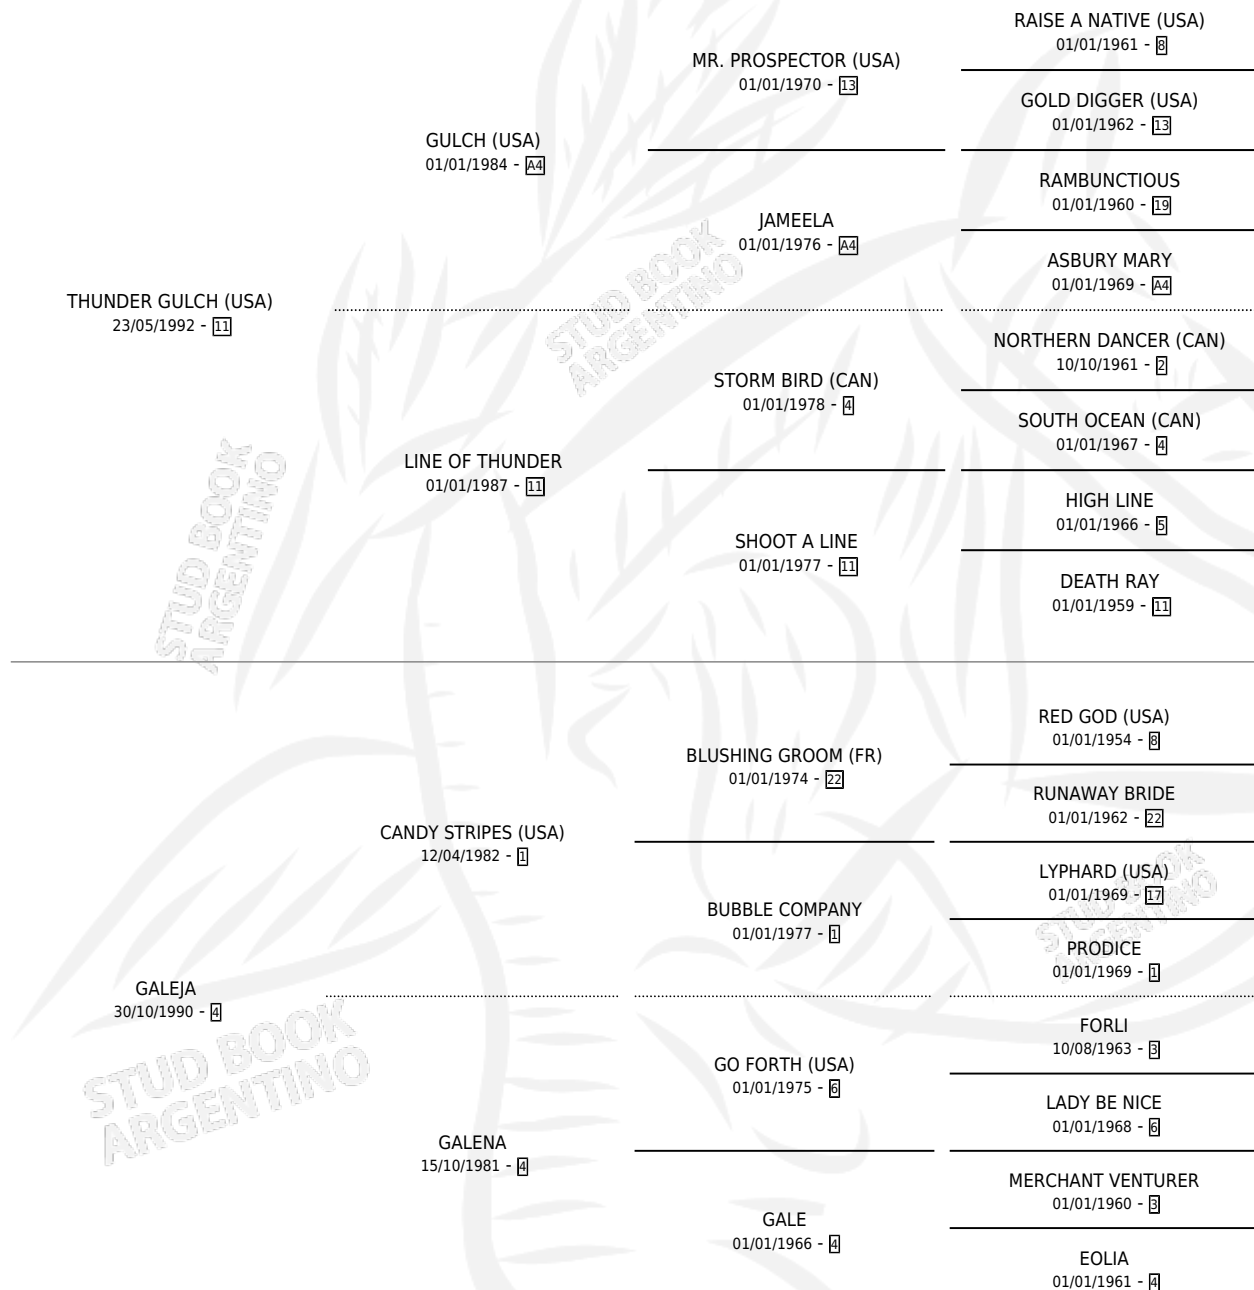 RAISE A NATIVE (USA)
01/01/1961 - 8
MR. PROSPECTOR (USA)
01/01/1970 - 13
GOLD DIGGER (USA)
01/01/1962 - 13
GULCH (USA)
01/01/1984 - A4
RAMBUNCTIOUS
01/01/1960 - 19
JAMEELA
01/01/1976 - A4
ASBURY MARY
01/01/1969 - A4
THUNDER GULCH (USA)
23/05/1992 - 11
NORTHERN DANCER (CAN)
10/10/1961 - 2
STORM BIRD (CAN)
01/01/1978 - 4
SOUTH OCEAN (CAN)
01/01/1967 - 4
LINE OF THUNDER
01/01/1987 - 11
HIGH LINE
01/01/1966 - 5
SHOOT A LINE
01/01/1977 - 11
DEATH RAY
01/01/1959 - 11
RED GOD (USA)
01/01/1954 - 8
BLUSHING GROOM (FR)
01/01/1974 - 22
RUNAWAY BRIDE
01/01/1962 - 22
CANDY STRIPES (USA)
12/04/1982 - 1
LYPHARD (USA)
01/01/1969 - 17
BUBBLE COMPANY
01/01/1977 - 1
PRODICE
01/01/1969 - 1
GALEJA
30/10/1990 - 4
FORLI
10/08/1963 - 3
GO FORTH (USA)
01/01/1975 - 6
LADY BE NICE
01/01/1968 - 6
GALENA
15/10/1981 - 4
MERCHANT VENTURER
01/01/1960 - 3
GALE
01/01/1966 - 4
EOLIA
01/01/1961 - 4
STUD BOOK
ARGENTINO
STUD BOOK
ARGENTINO
STUD BOOK
ARGENTINO
STUD BOOK
ARGENTINO